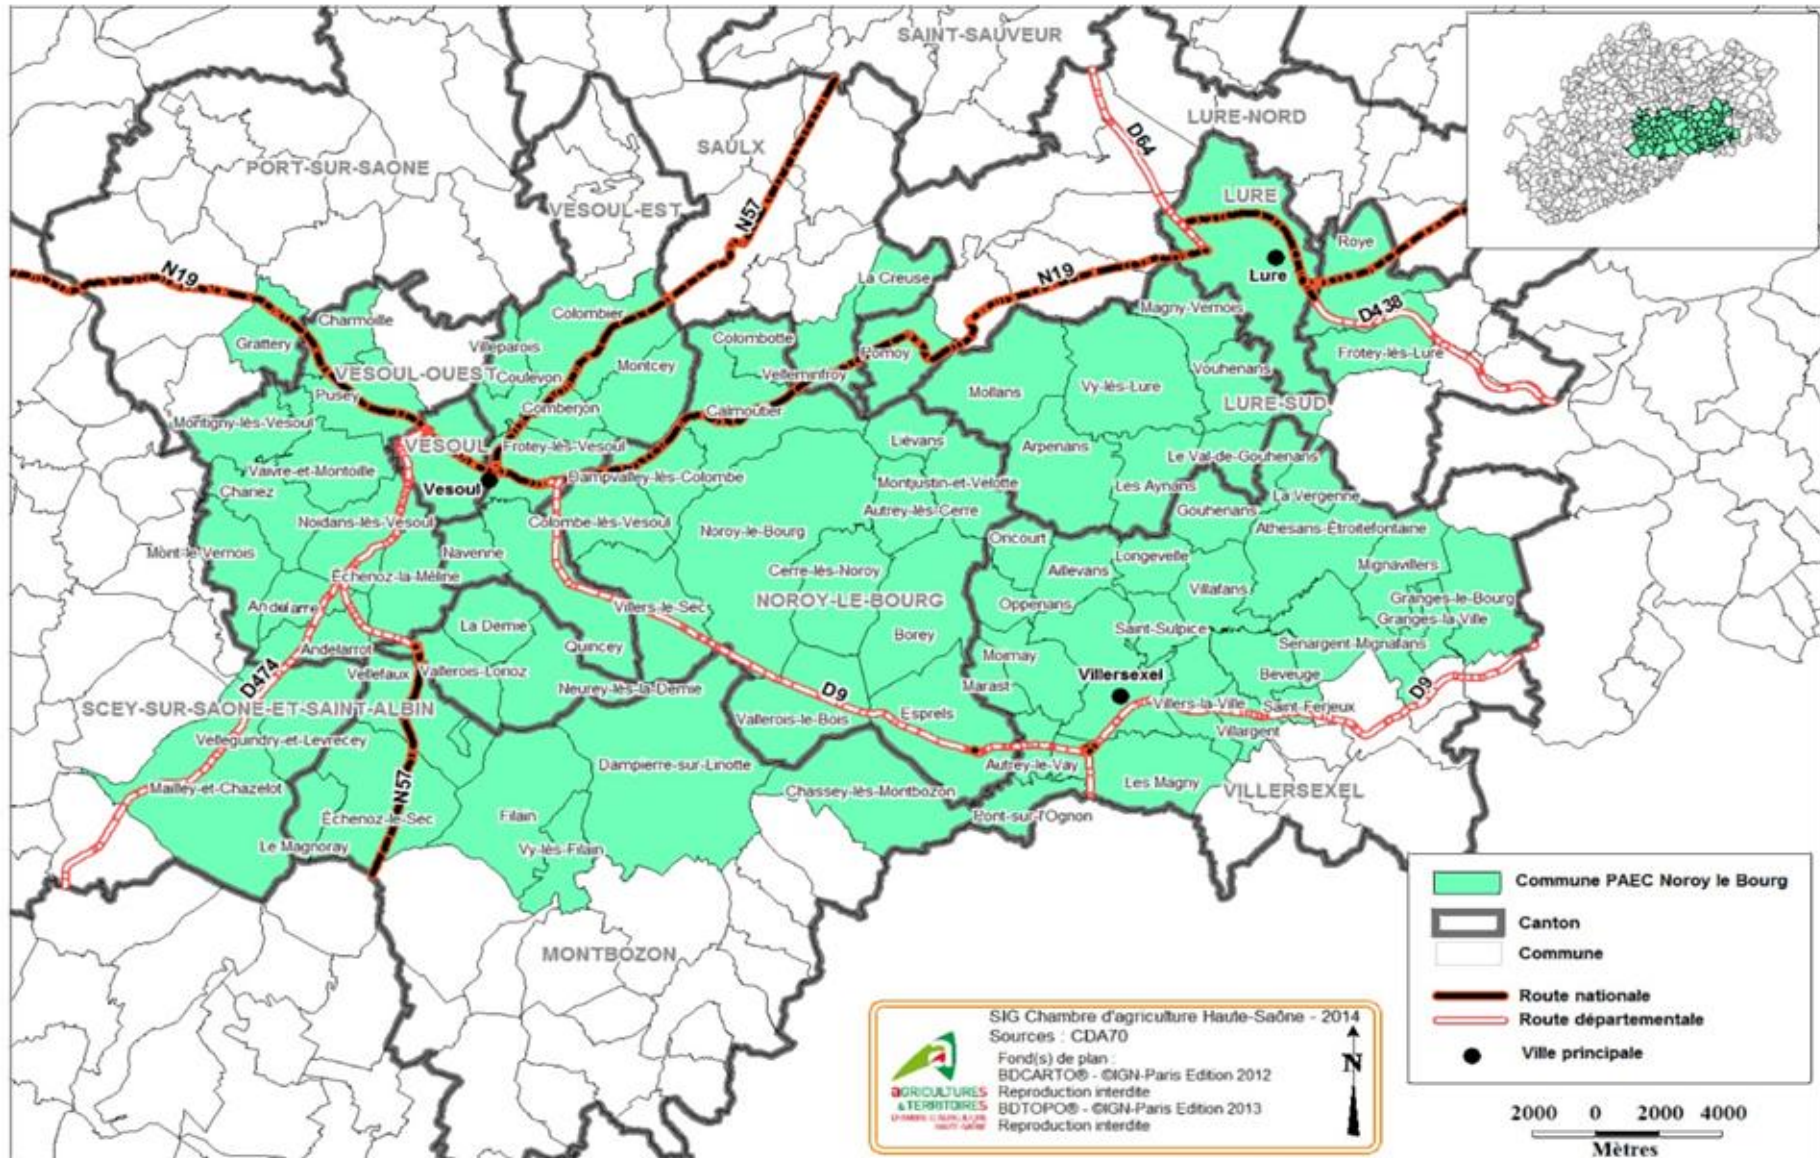 SAINT-SAUVEUR
LURE-NORD
D64
SAULX
PORT-SUR-SAONE
LURE
VESOUL-EST
N57
Roye
N19
La Creuse
N19
Lure
Colombier
Magny-Vernois
D438
Charmoille
Grattery
Villeparois
Colombotte
Pomoy
Frotey-lès-Lure
VESOUL-OUEST
Coulevon
Montcey
Velleminfroy
Mollans
Vy-lès-Lure
Vouhenans
Pusey
Comberjon
Calmoutier
LURE-SUD
Montigny-lès-Vesoul
VESOUL
Frotey-lès-Vesoul
Liévans
Arpenans
Le Val-de-Gouhenans
Vaivre-et-Montoille
Dampvalley-lès-Colombe
Chariez
Vesoul
Montjustin-et-Velotte
Les Aynans
La Vergenne
Noidans-lès-Vesoul
Colombe-lès-Vesoul
Autrey-lès-Cerre
Gouhenans
Noroy-le-Bourg
Athesans-Étroitefontaine
Mont-le-Vernois
Navenne
Oricourt
Longevelle
Cerre-lès-Noroy
Aillevans
Mignavillers
Échenoz-la-Méline
Villafans
Andelarre
Villers-le-Sec
NOROY-LE-BOURG
Oppenans
Granges-le-Bourg
Granges-la-Ville
La Demie
Saint-Sulpice
Borey
Senargent-Mignafans
Andelarrot
Quincey
Moimay
D474
Vellefaux
Vallerois-Lorioz
Villersexel
Beveuge
Neurey-lès-la-Demie
D9
Marast
D9
SCEY-SUR-SAONE-ET-SAINT-ALBIN
Vallerois-le-Bois
Esprels
Villers-la-Ville
Saint-Ferjeux
Velleguindry-et-Levrecey
Villargent
Dampierre-sur-Linotte
Autrey-le-Vay
Mailley-et-Chazelot
N57
Chassey-lès-Montbozon
Les Magny
VILLERSEXEL
Échenoz-le-Sec
Filain
Pont-sur-l'Ognon
Le Magnoray
Vy-lès-Filain
MONTBOZON
Commune PAEC Noroy le Bourg
Canton
Commune
Route nationale
Route départementale
Ville principale
SIG Chambre d'agriculture Haute-Saône - 2014
Sources : CDA70
Fond(s) de plan :
BDCARTO® - ©IGN-Paris Edition 2012
Reproduction interdite
BDTOPO® - ©IGN-Paris Edition 2013
Reproduction interdite
N
aGRICULTURES
& TERRITOIRES
CHAMBRE D'AGRICULTURE
HAUTE-SAÔNE
2000 0 2000 4000
Mètres